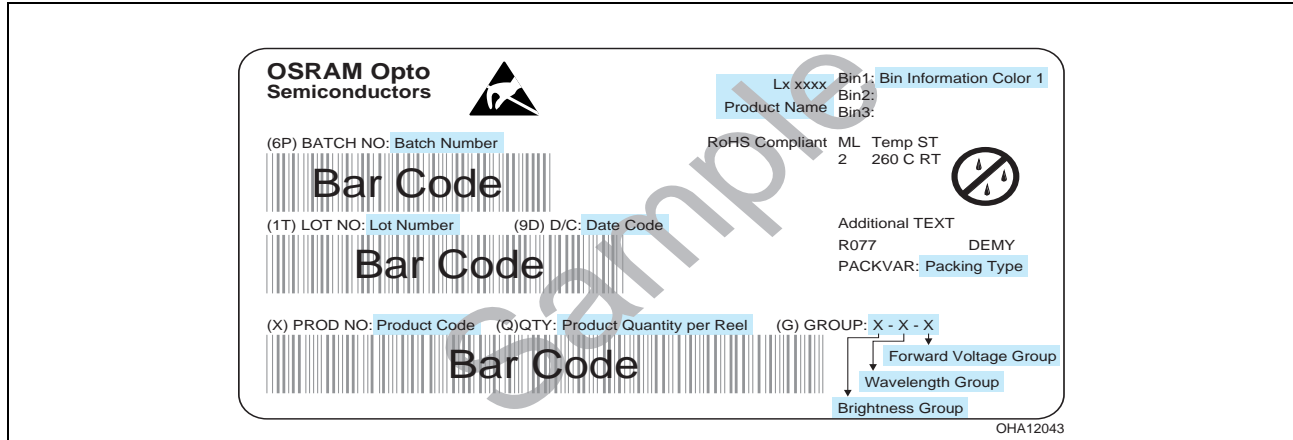 OSRAM Opto
Semiconductors
Lx xxxx
Product Name
Bin1: Bin Information Color 1
Bin2:
Bin3:
(6P) BATCH NO: Batch Number
Bar Code
RoHS Compliant
ML Temp ST
2 260 C RT
(1T) LOT NO: Lot Number (9D) D/C: Date Code
Bar Code
Additional TEXT
R077 DEMY
PACKVAR: Packing Type
(X) PROD NO: Product Code (Q)QTY: Product Quantity per Reel (G) GROUP: X - X - X
Bar Code
Forward Voltage Group
Wavelength Group
Brightness Group
Sample
OHA12043